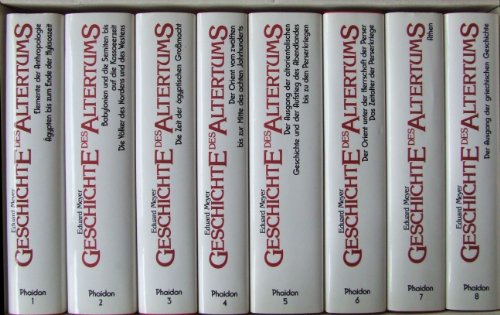 Eduard Meyer
GESCHICHTE DES ALTERTUMS
Elemente der Anthropologie
Ägypten bis zum Ende der Hyksoszeit
Phaidon
1
Eduard Meyer
GESCHICHTE DES ALTERTUMS
Babylonien und die Semiten bis
auf die Kassitenzeit
Die Völker des Nordens und des Westens
Phaidon
2
Eduard Meyer
GESCHICHTE DES ALTERTUMS
Die Zeit der ägyptischen Großmacht
Phaidon
3
Eduard Meyer
GESCHICHTE DES ALTERTUMS
Der Orient vom zwölften
bis zur Mitte des achten Jahrhunderts
Phaidon
4
Eduard Meyer
GESCHICHTE DES ALTERTUMS
Der Ausgang der altorientalischen
Geschichte und der Aufstieg des Abendlandes
bis zu den Perserkriegen
Phaidon
5
Eduard Meyer
GESCHICHTE DES ALTERTUMS
Der Orient unter der Herrschaft der Perser
Das Zeitalter der Perserkriege
Phaidon
6
Eduard Meyer
GESCHICHTE DES ALTERTUMS
Athen
Phaidon
7
Eduard Meyer
GESCHICHTE DES ALTERTUMS
Der Ausgang der griechischen Geschichte
Phaidon
8